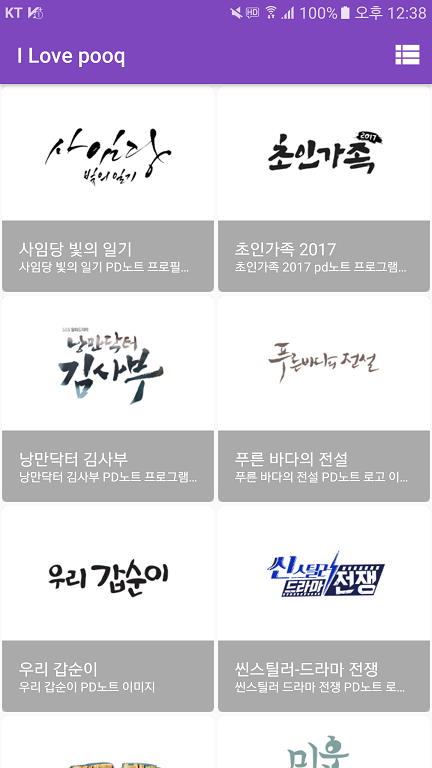 KT HD 100% 오후 12:38
I Love pooq
사임당
빛의 일기
초인가족 2017
사임당 빛의 일기
사임당 빛의 일기 PD노트 프로필...
초인가족 2017
초인가족 2017 pd노트 프로그램...
낭만닥터
김사부
푸른바다의 전설
낭만닥터 김사부
낭만닥터 김사부 PD노트 프로그램...
푸른 바다의 전설
푸른 바다의 전설 PD노트 로고 이...
우리 갑순이
씬스틸러
드라마 전쟁
우리 갑순이
우리 갑순이 PD노트 이미지
씬스틸러-드라마 전쟁
씬스틸러 드라마 전쟁 PD노트 로...
미운